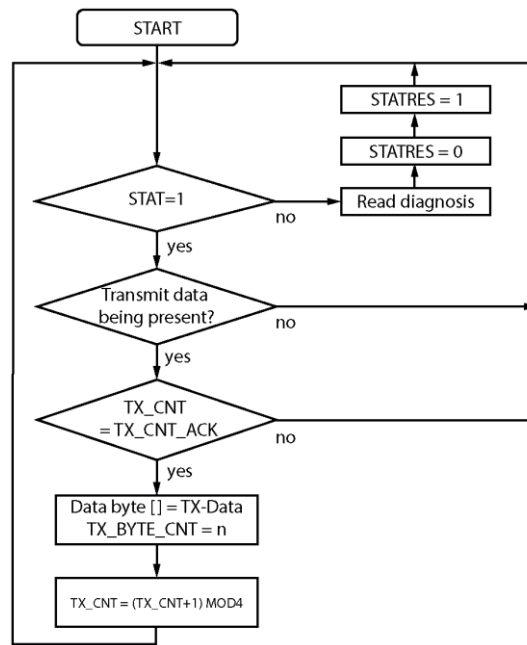 START
STATRES = 1
STATRES = 0
STAT=1
Read diagnosis
no
yes
Transmit data
being present?
no
yes
TX_CNT
= TX_CNT_ACK
no
yes
Data byte [] = TX-Data
TX_BYTE_CNT = n
TX_CNT = (TX_CNT+1) MOD4